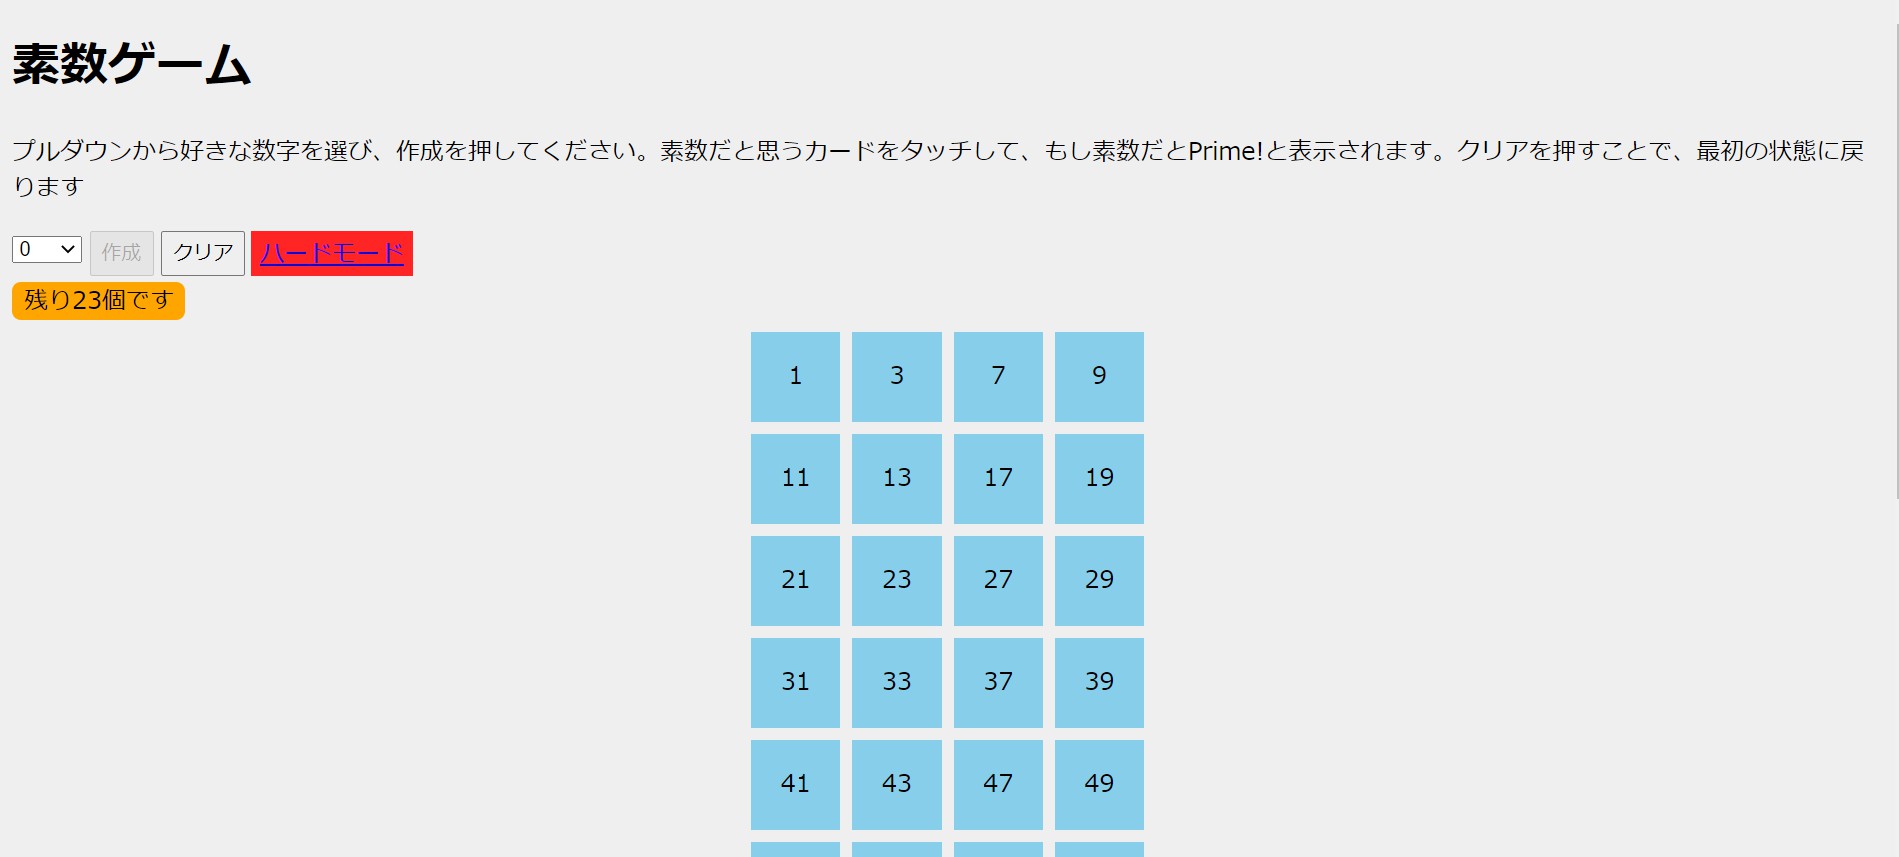 素数ゲーム
プルダウンから好きな数字を選び、作成を押してください。素数だと思うカードをタッチして、もし素数だとPrime!と表示されます。クリアを押すことで、最初の状態に戻
ります
0 作成 クリア ハードモード
残り23個です
1 3 7 9
11 13 17 19
21 23 27 29
31 33 37 39
41 43 47 49